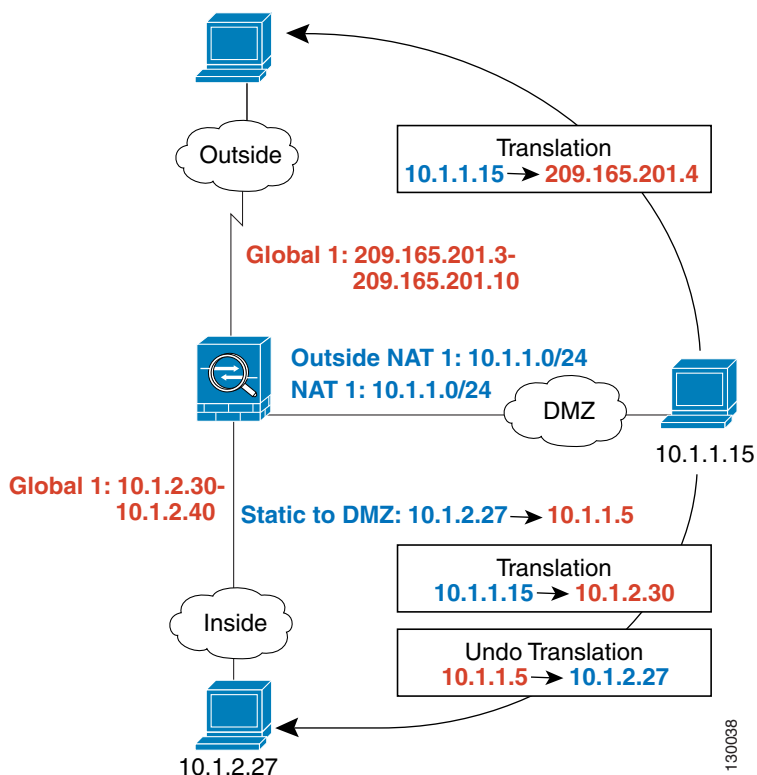 Outside
Translation
10.1.1.15 → 209.165.201.4
Global 1: 209.165.201.3-
209.165.201.10
Outside NAT 1: 10.1.1.0/24
NAT 1: 10.1.1.0/24
DMZ
10.1.1.15
Global 1: 10.1.2.30-
10.1.2.40
Static to DMZ: 10.1.2.27 → 10.1.1.5
Translation
10.1.1.15 → 10.1.2.30
Inside
Undo Translation
10.1.1.5 → 10.1.2.27
10.1.2.27
130038